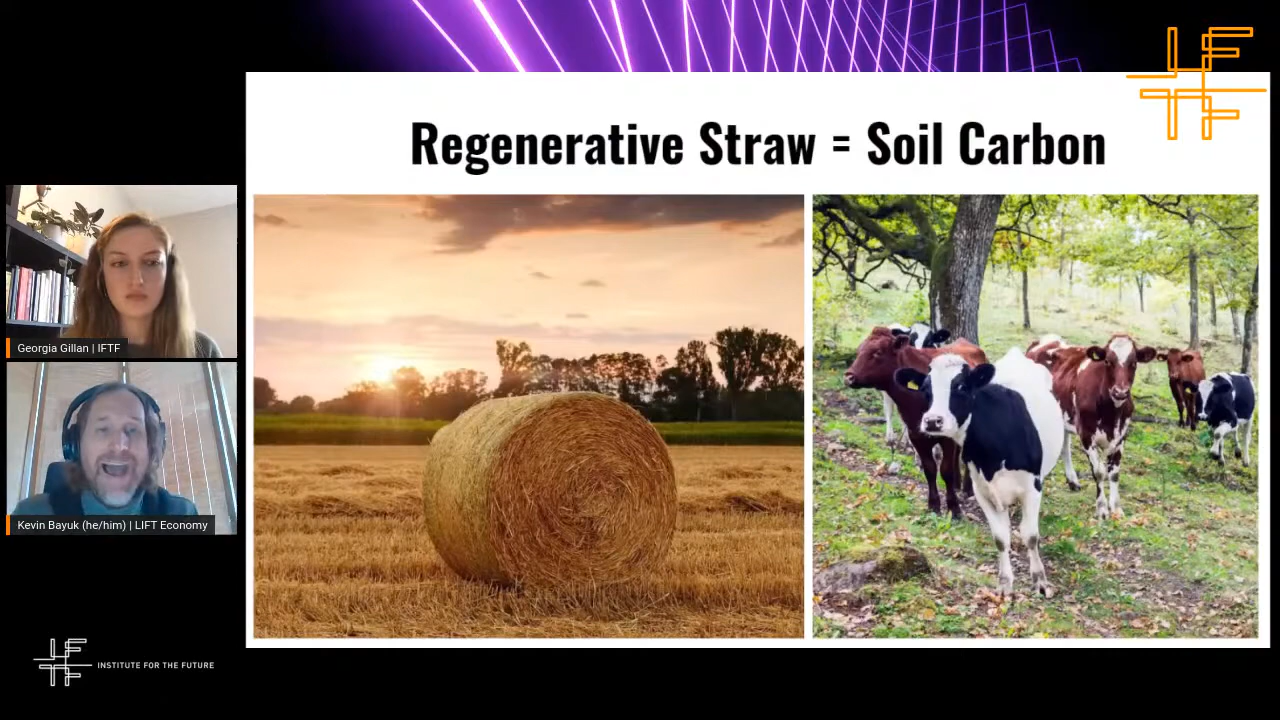 Regenerative Straw = Soil Carbon
Georgia Gillan | IFTF
Kevin Bayuk (he/him) | LIFT Economy
INSTITUTE FOR THE FUTURE